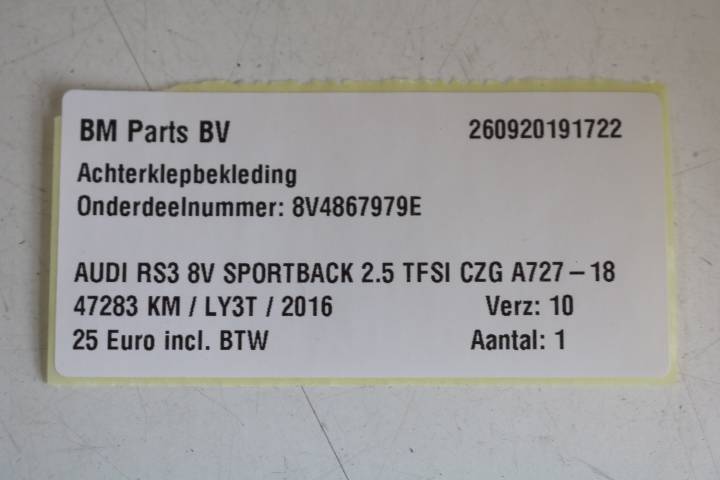 BM Parts BV 260920191722
Achterklepbekleding
Onderdeelnummer: 8V4867979E
AUDI RS3 8V SPORTBACK 2.5 TFSI CZG A727 – 18
47283 KM / LY3T / 2016 Verz: 10
25 Euro incl. BTW Aantal: 1